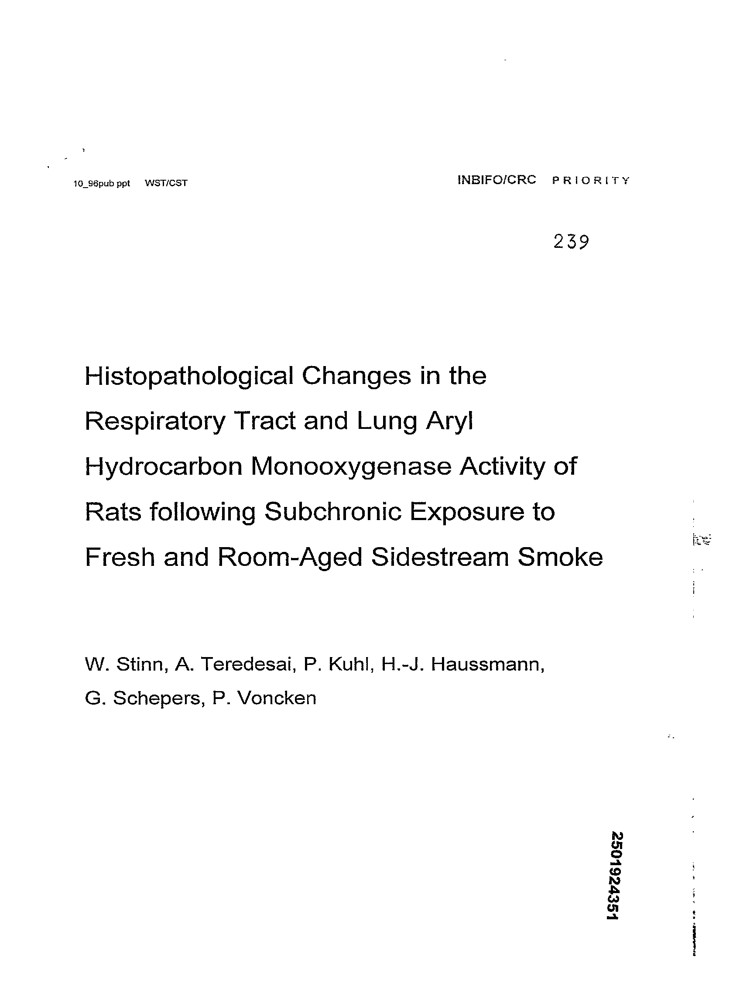 10_96pub ppt WST/CST INBIFO/CRC PRIORITY
239
Histopathological Changes in the
Respiratory Tract and Lung Aryl
Hydrocarbon Monooxygenase Activity of
Rats following Subchronic Exposure to
Fresh and Room-Aged Sidestream Smoke
W. Stinn, A. Teredesai, P. Kuhl, H.-J. Haussmann,
G. Schepers, P. Voncken
2501924351